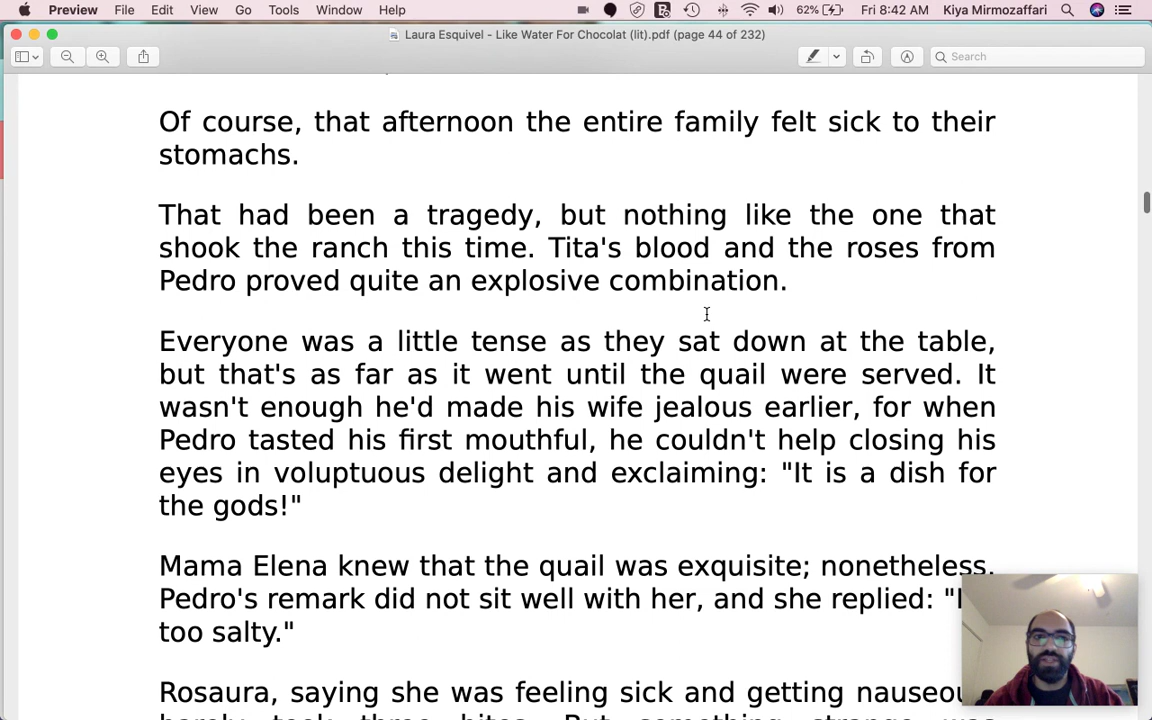 Preview File Edit View Go Tools Window Help 62% Fri 8:42 AM Kiya Mirmozaffari
Laura Esquivel - Like Water For Chocolat (lit).pdf (page 44 of 232)
Search
Of course, that afternoon the entire family felt sick to their
stomachs.
That had been a tragedy, but nothing like the one that
shook the ranch this time. Tita's blood and the roses from
Pedro proved quite an explosive combination.
Everyone was a little tense as they sat down at the table,
but that's as far as it went until the quail were served. It
wasn't enough he'd made his wife jealous earlier, for when
Pedro tasted his first mouthful, he couldn't help closing his
eyes in voluptuous delight and exclaiming: "It is a dish for
the gods!"
Mama Elena knew that the quail was exquisite; nonetheless,
Pedro's remark did not sit well with her, and she replied:
too salty."
Rosaura, saying she was feeling sick and getting
barely took three bites. But something strange was